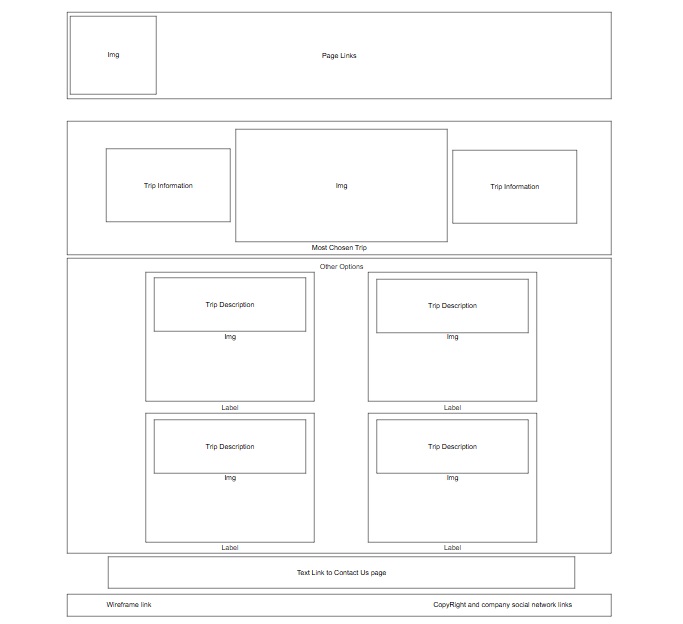 Img
Page Links
Trip Information
Img
Trip Information
Most Chosen Trip
Other Options
Trip Description
Img
Label
Trip Description
Img
Label
Trip Description
Img
Label
Trip Description
Img
Label
Text Link to Contact Us page
Wireframe link
CopyRight and company social network links